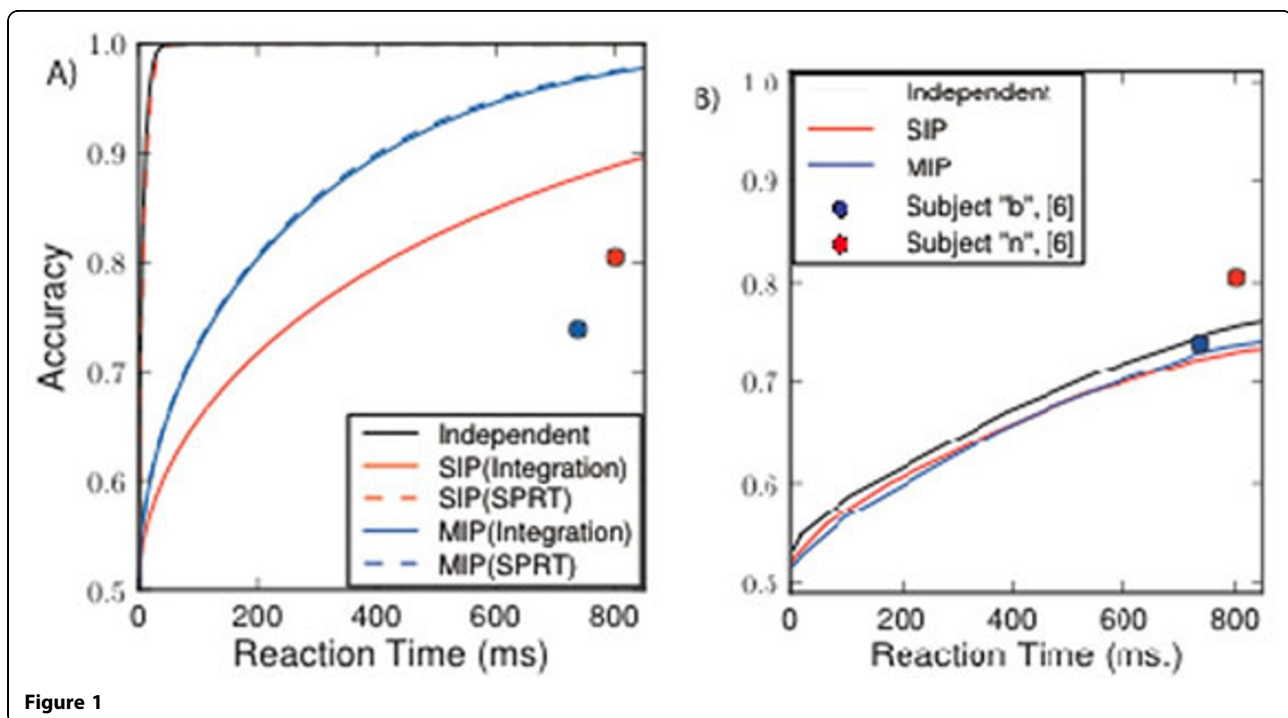 A)
1.0
0.9
0.8
0.7
0.6
0.5
Accuracy
0
200
400
600
800
Reaction Time (ms)
Independent
SIP(Integration)
SIP(SPRT)
MIP(Integration)
MIP(SPRT)
B)
1.0
0.9
0.8
0.7
0.6
0.5
Independent
SIP
MIP
Subject "b", [6]
Subject "n", [6]
0
200
400
600
800
Reaction Time (ms.)
Figure 1